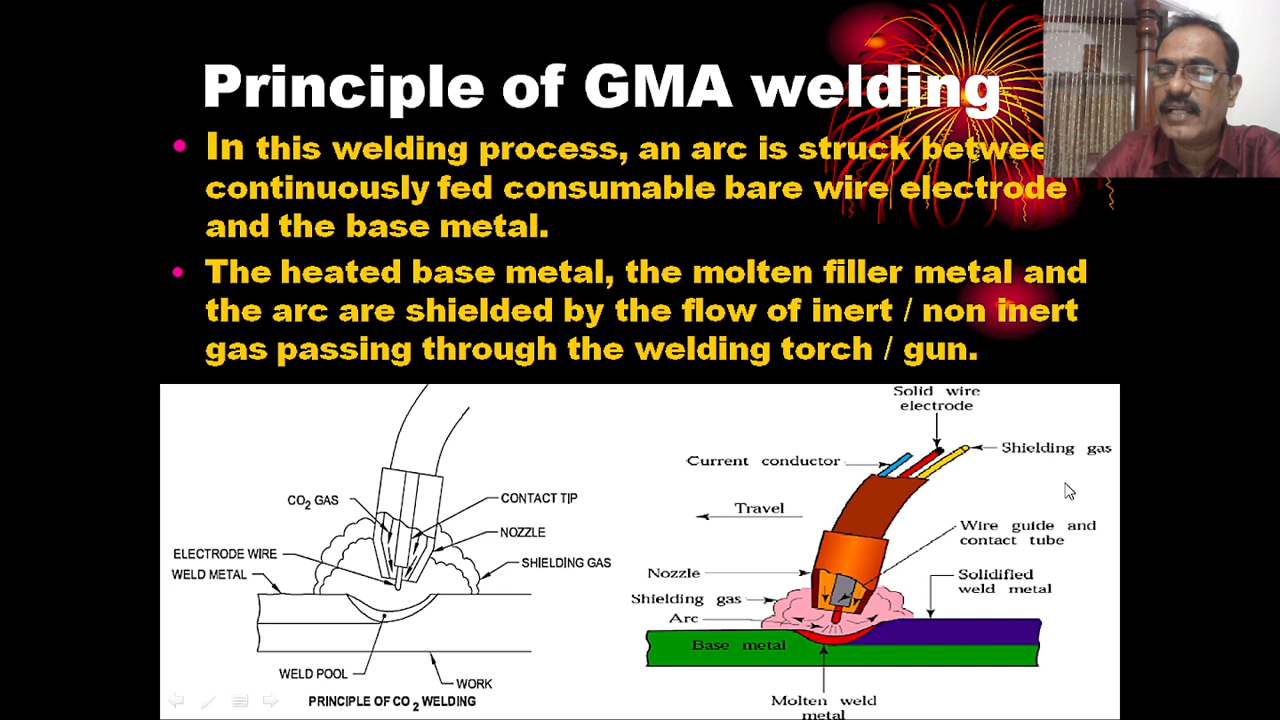 Principle of GMA welding
• In this welding process, an arc is struck
continuously fed consumable bare wire electrode
and the base metal.
• The heated base metal, the molten filler metal and
the arc are shielded by the flow of inert / non inert
gas passing through the welding torch / gun.
CO2 GAS
CONTACT TIP
NOZZLE
ELECTRODE WIRE
SHIELDING GAS
WELD METAL
WELD POOL
WORK
PRINCIPLE OF CO2 WELDING
Solid wire
electrode
Shielding gas
Current conductor
Travel
Wire guide and
contact tube
Nozzle
Solidified
weld metal
Shielding gas
Arc
Base metal
Molten weld
metal